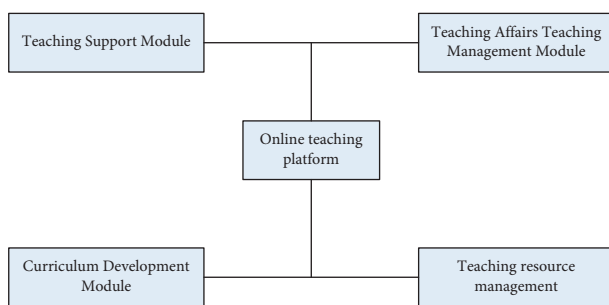 Teaching Support Module
Teaching Affairs Teaching
Management Module
Online teaching
platform
Curriculum Development
Module
Teaching resource
management